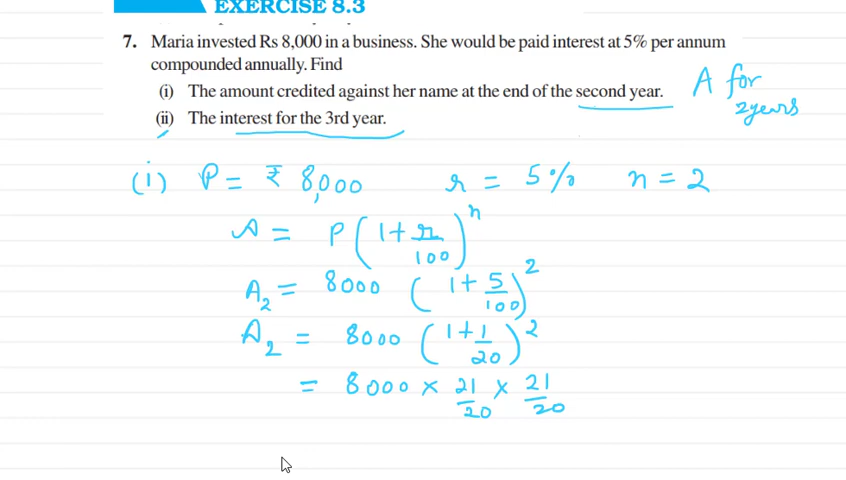 EXERCISE 8.3
7. Maria invested Rs 8,000 in a business. She would be paid interest at 5% per annum
compounded annually. Find
(i) The amount credited against her name at the end of the second year.
(ii) The interest for the 3rd year.
A for
2years
(i) P = ₹ 8,000 r = 5% n = 2
A = P(1+r/100)^n
A₂ = 8000 (1+5/100)^2
A₂ = 8000 (1+1/20)^2
= 8000 × 21/20 × 21/20